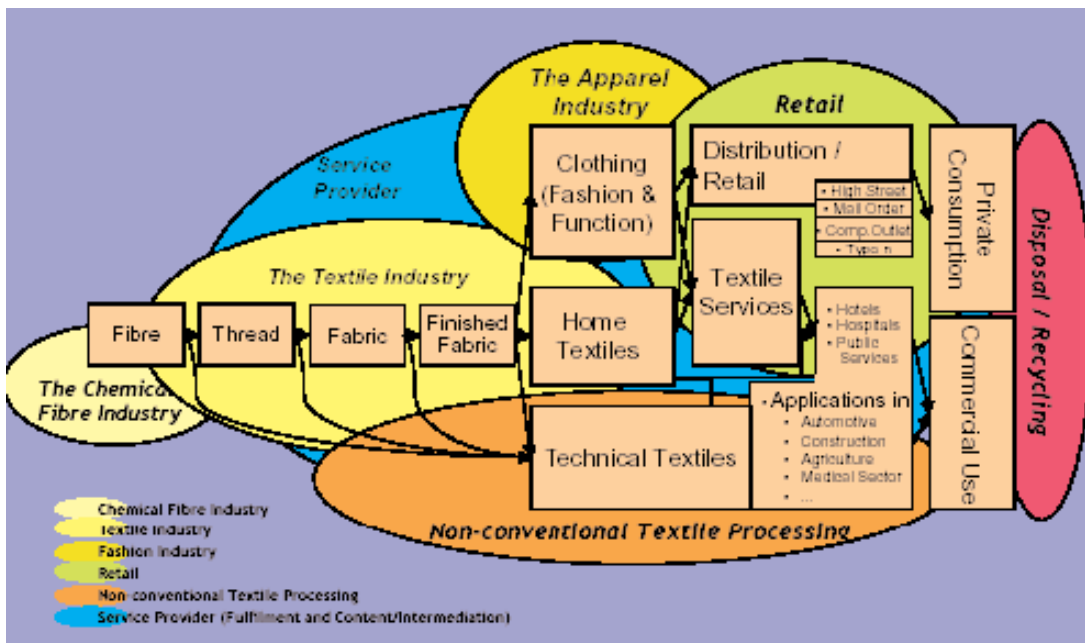 The Apparel
Industry
Retail
Service
Provider
Clothing
(Fashion &
Function)
Distribution /
Retail
• High Street
• Mail Order
• Comp.Outlet
• Type n
Private
Consumption
Disposal / Recycling
The Textile Industry
Textile
Services
• Hotels
• Hospitals
• Public
Services
Fibre
Thread
Fabric
Finished
Fabric
Home
Textiles
The Chemical
Fibre Industry
• Applications in
• Automotive
• Construction
• Agriculture
• Medical Sector
• ...
Commercial Use
Technical Textiles
Non-conventional Textile Processing
Chemical Fibre Industry
Textile Industry
Fashion Industry
Retail
Non-conventional Textile Processing
Service Provider (Fulfilment and Content/Intermediation)